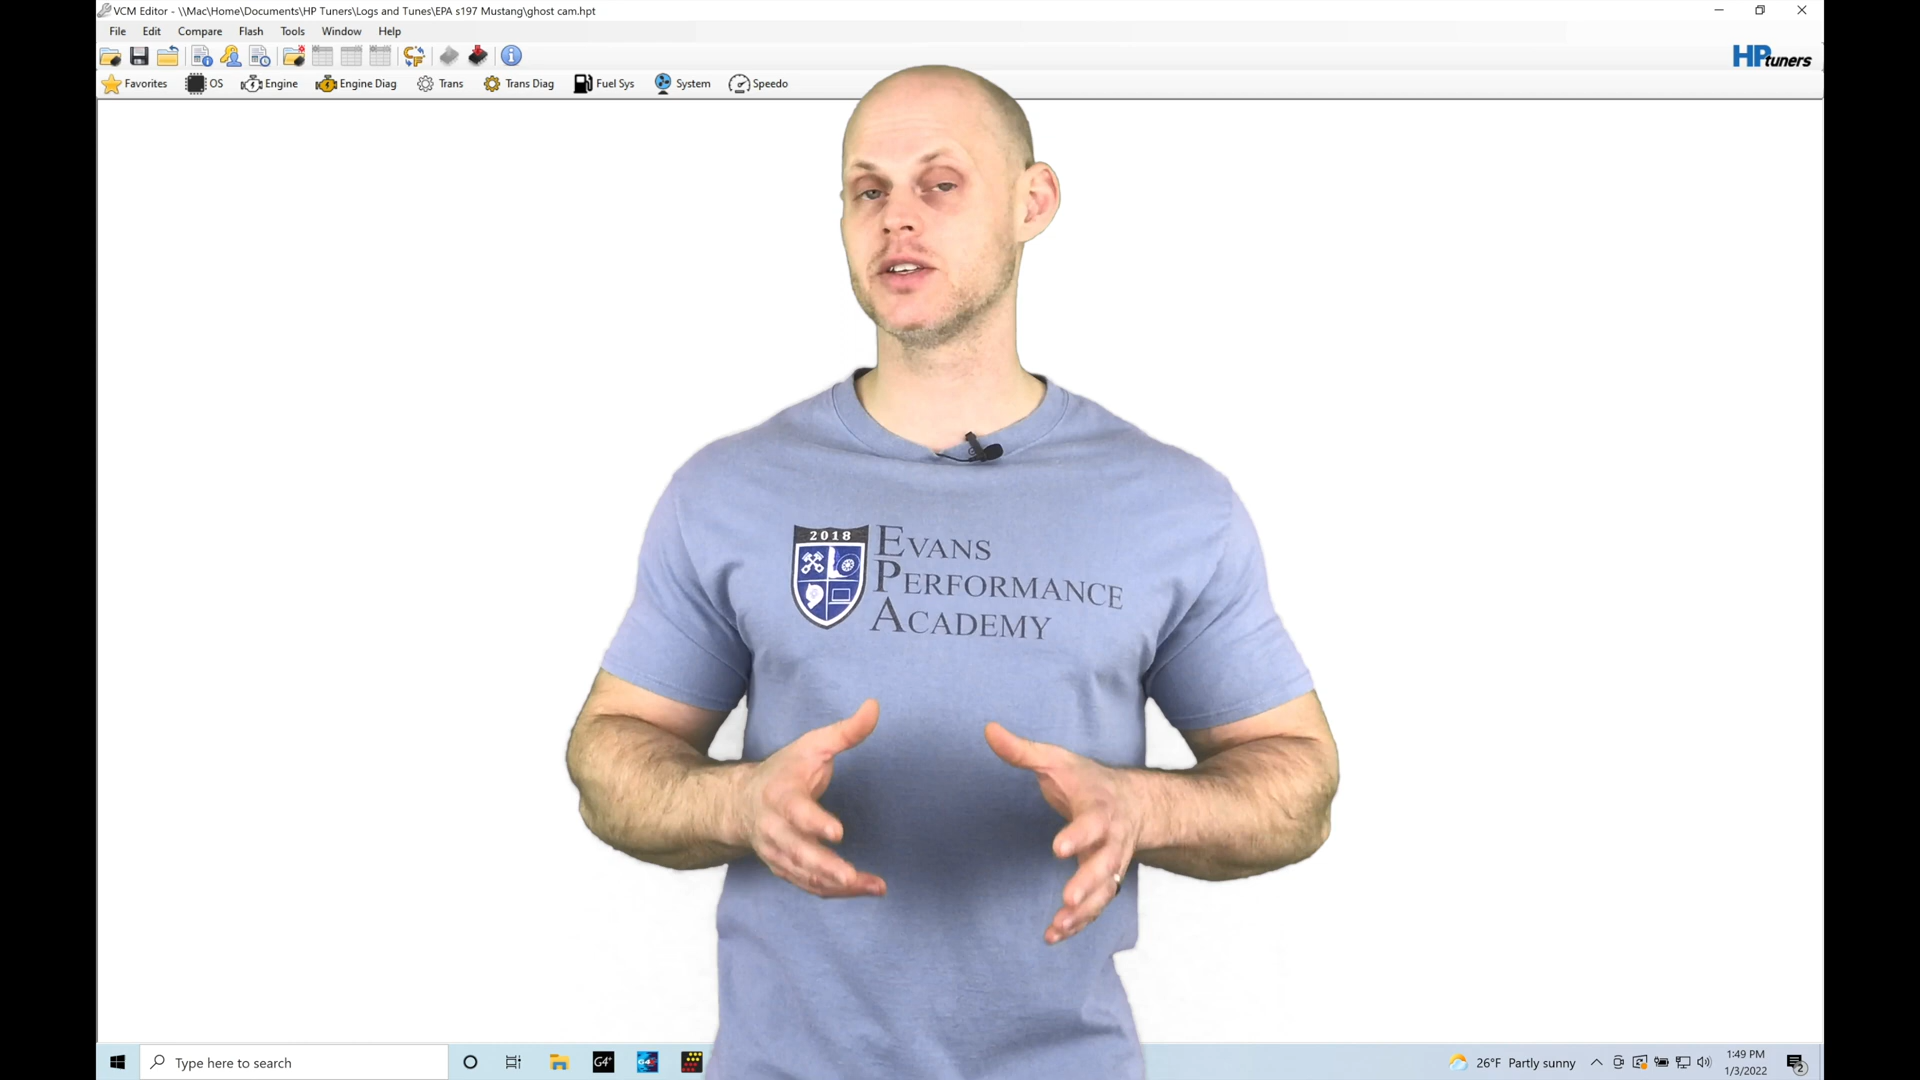 VCM Editor - \\Mac\Home\Documents\HP Tuners\Logs and Tunes\EPA s197 Mustang\ghost cam.hpt
File Edit Compare Flash Tools Window Help
HPtuners
Favorites OS Engine Engine Diag Trans Trans Diag Fuel Sys System Speedo
2018
EVANS
PERFORMANCE
ACADEMY
Type here to search
G4+
26°F Partly sunny
1:49 PM
1/3/2022
2